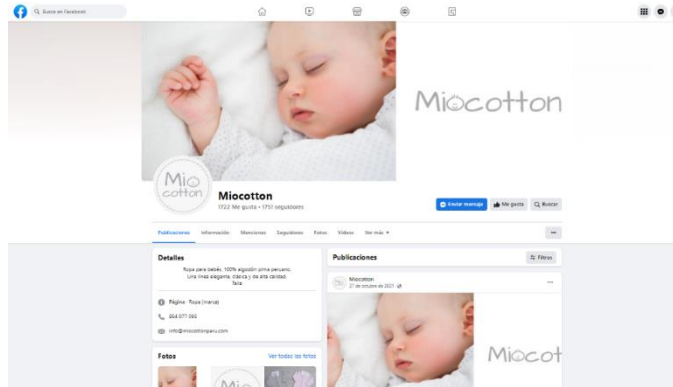 Busca en Facebook
Miocotton
Mio
cotton
Miocotton
1722 Me gusta • 1751 seguidores
Enviar mensaje
Me gusta
Buscar
Publicaciones Información Menciones Seguidores Fotos Videos Ver más
Detalles
Ropa para bebés. 100% algodón pima peruano.
Una línea elegante, clásica y de alta calidad.
Página · Ropa (marca)
info@miocottonperu.com
Fotos
Ver todas las fotos
Mio
Publicaciones
Filtros
Miocotton
21 de octubre de 2021
Miocot